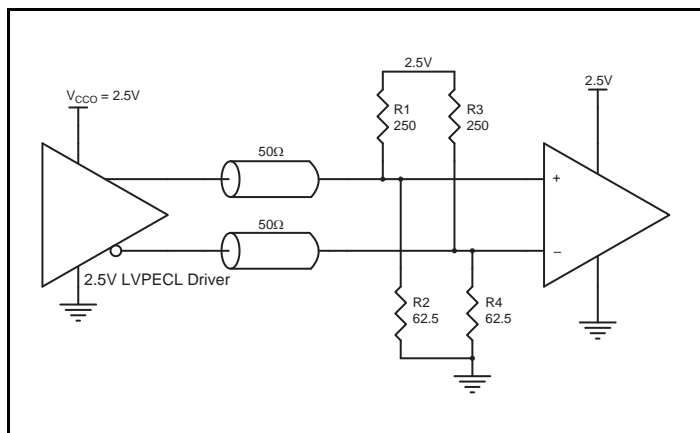 2.5V
V_CCO = 2.5V
2.5V
R1
250
R3
250
50Ω
+
50Ω
–
2.5V LVPECL Driver
R2
62.5
R4
62.5